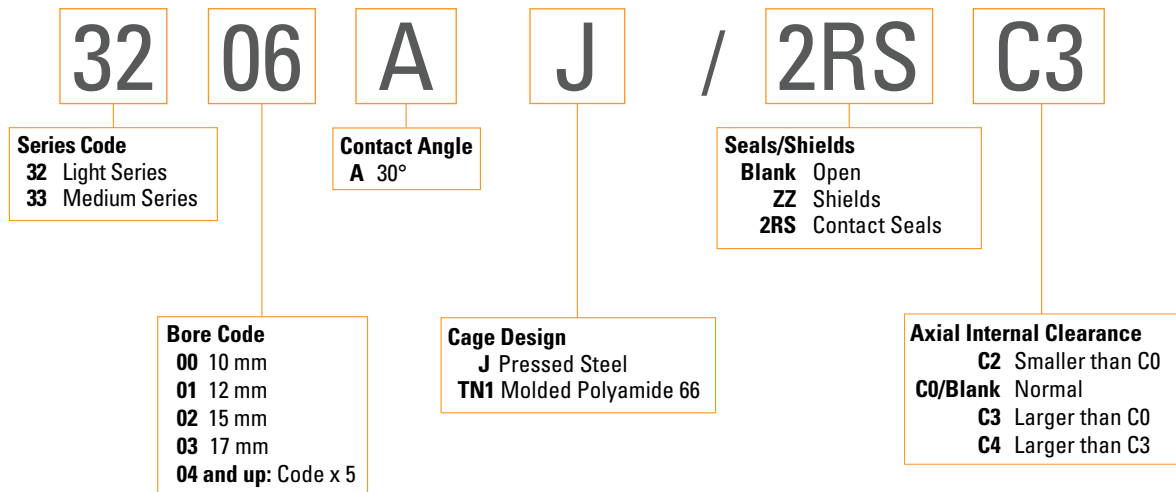 32 06 A J / 2RS C3
Series Code
32 Light Series
33 Medium Series
Contact Angle
A 30°
Seals/Shields
Blank Open
ZZ Shields
2RS Contact Seals
Bore Code
00 10 mm
01 12 mm
02 15 mm
03 17 mm
04 and up: Code x 5
Cage Design
J Pressed Steel
TN1 Molded Polyamide 66
Axial Internal Clearance
C2 Smaller than C0
C0/Blank Normal
C3 Larger than C0
C4 Larger than C3